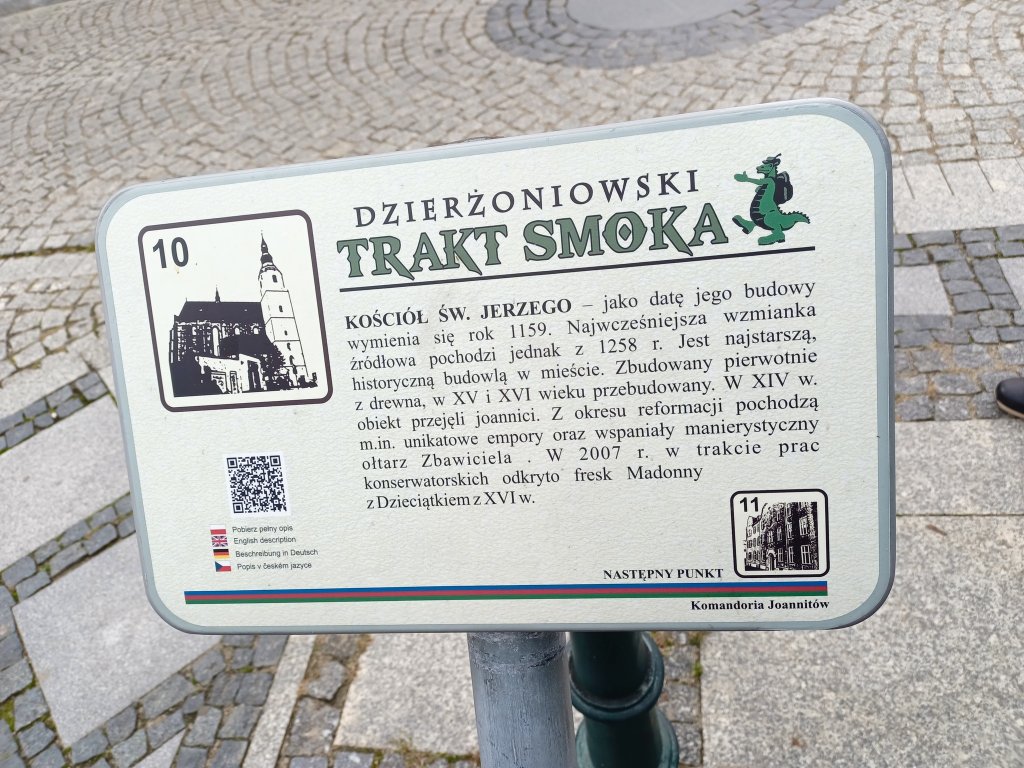 10
DZIERŻONIOWSKI
TRAKT SMOKA
KOŚCIÓŁ ŚW. JERZEGO – jako datę jego budowy
wymienia się rok 1159. Najwcześniejsza wzmianka
źródłowa pochodzi jednak z 1258 r. Jest najstarszą,
historyczną budowlą w mieście. Zbudowany pierwotnie
z drewna, w XV i XVI wieku przebudowany. W XIV w.
obiekt przejęli joannici. Z okresu reformacji pochodzą
m.in. unikatowe empory oraz wspaniały manierystyczny
ołtarz Zbawiciela . W 2007 r. w trakcie prac
konserwatorskich odkryto fresk Madonny
z Dzieciątkiem z XVI w.
Pobierz pełny opis
English description
Beschreibung in Deutsch
Popis v českém jazyce
11
NASTĘPNY PUNKT
Komandoria Joannitów